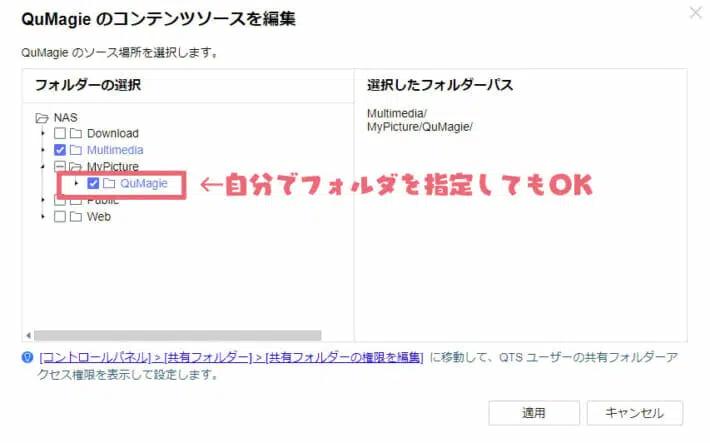 QuMagie のコンテンツソースを編集
QuMagie のソース場所を選択します。
フォルダーの選択
選択したフォルダーパス
NAS
Download
Multimedia
MyPicture
QuMagie
Public
Web
Multimedia/
MyPicture/QuMagie/
←自分でフォルダを指定してもOK
[コントロールパネル] > [共有フォルダー] > [共有フォルダーの権限を編集] に移動して、QTS ユーザーの共有フォルダーア
クセス権限を表示して設定します。
適用
キャンセル